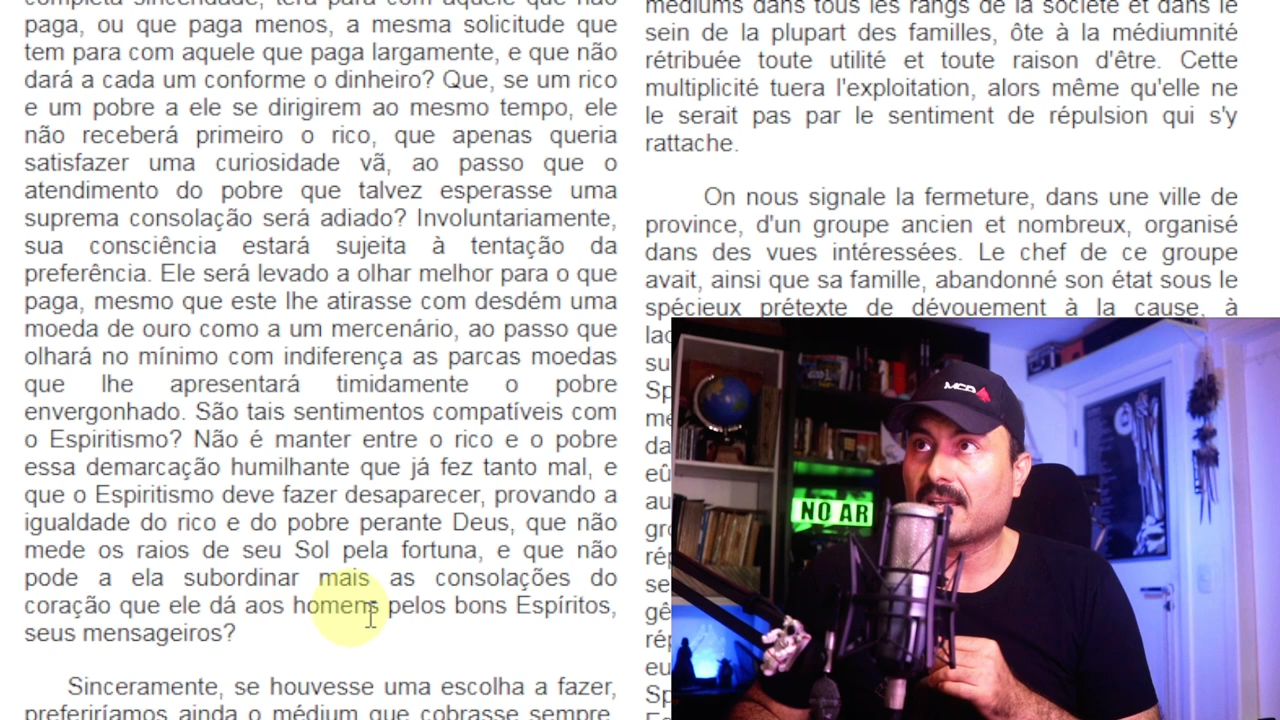 completa sinceridade, terá para com aquele que não
paga, ou que paga menos, a mesma solicitude que
tem para com aquele que paga largamente, e que não
dará a cada um conforme o dinheiro? Que, se um rico
e um pobre a ele se dirigirem ao mesmo tempo, ele
não receberá primeiro o rico, que apenas queria
satisfazer uma curiosidade vã, ao passo que o
atendimento do pobre que talvez esperasse uma
suprema consolação será adiado? Involuntariamente,
sua consciência estará sujeita à tentação da
preferência. Ele será levado a olhar melhor para o que
paga, mesmo que este lhe atirasse com desdém uma
moeda de ouro como a um mercenário, ao passo que
olhará no mínimo com indiferença as parcas moedas
que lhe apresentará timidamente o pobre
envergonhado. São tais sentimentos compatíveis com
o Espiritismo? Não é manter entre o rico e o pobre
essa demarcação humilhante que já fez tanto mal, e
que o Espiritismo deve fazer desaparecer, provando a
igualdade do rico e do pobre perante Deus, que não
mede os raios de seu Sol pela fortuna, e que não
pode a ela subordinar mais as consolações do
coração que ele dá aos homens pelos bons Espíritos,
seus mensageiros?
Sinceramente, se houvesse uma escolha a fazer,
preferiríamos ainda o médium que cobrasse sempre,
médiums dans tous les rangs de la société et dans le
sein de la plupart des familles, ôte à la médiumnité
rétribuée toute utilité et toute raison d'être. Cette
multiplicité tuera l'exploitation, alors même qu'elle ne
le serait pas par le sentiment de répulsion qui s'y
rattache.
On nous signale la fermeture, dans une ville de
province, d'un groupe ancien et nombreux, organisé
dans des vues intéressées. Le chef de ce groupe
avait, ainsi que sa famille, abandonné son état sous le
spécieux prétexte de dévouement à la cause, à
MCD
NO AR